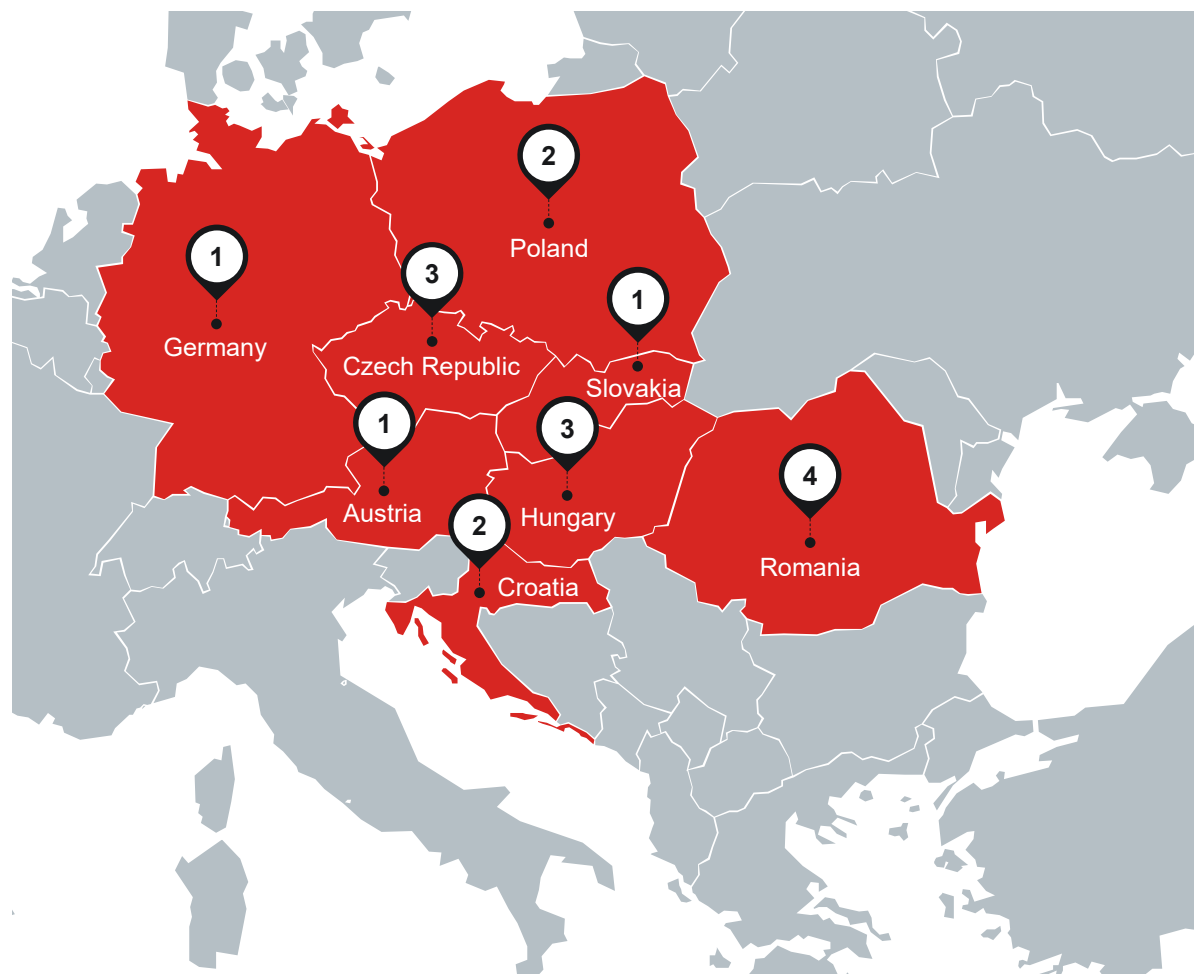 2
Poland
1
Germany
3
Czech Republic
1
Slovakia
1
Austria
3
Hungary
4
Romania
2
Croatia